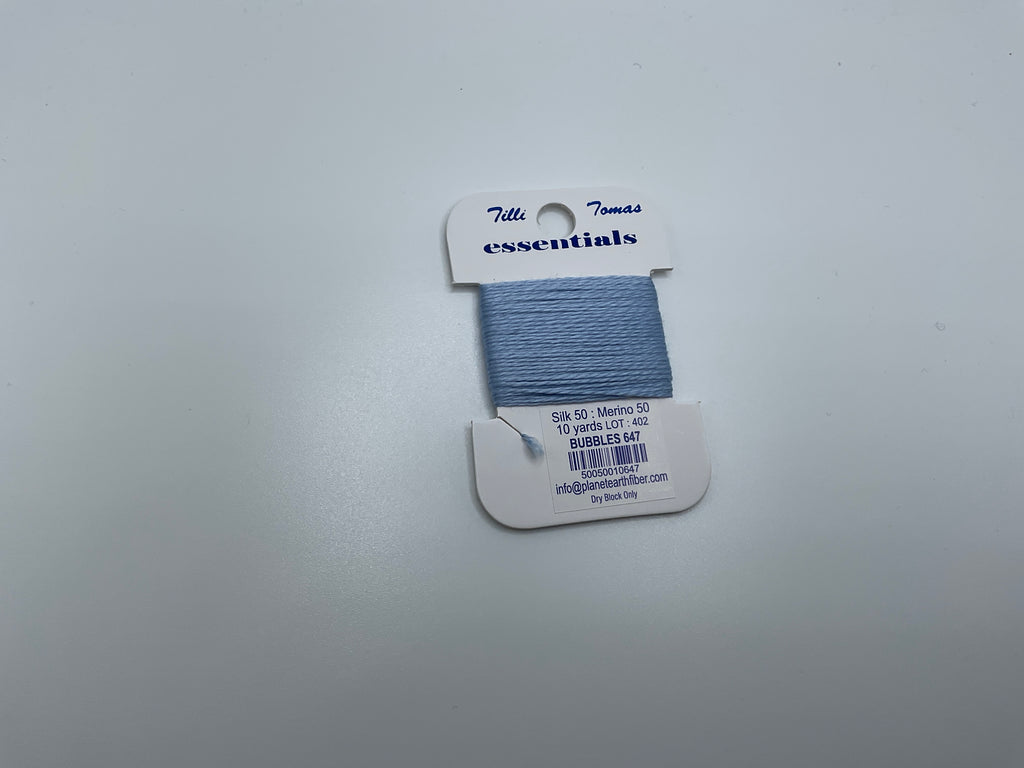 Tilli Tomas
essentials
Silk 50 : Merino 50
10 yards LOT : 402
BUBBLES 647
50050010647
info@planetearthfiber.com
Dry Block Only